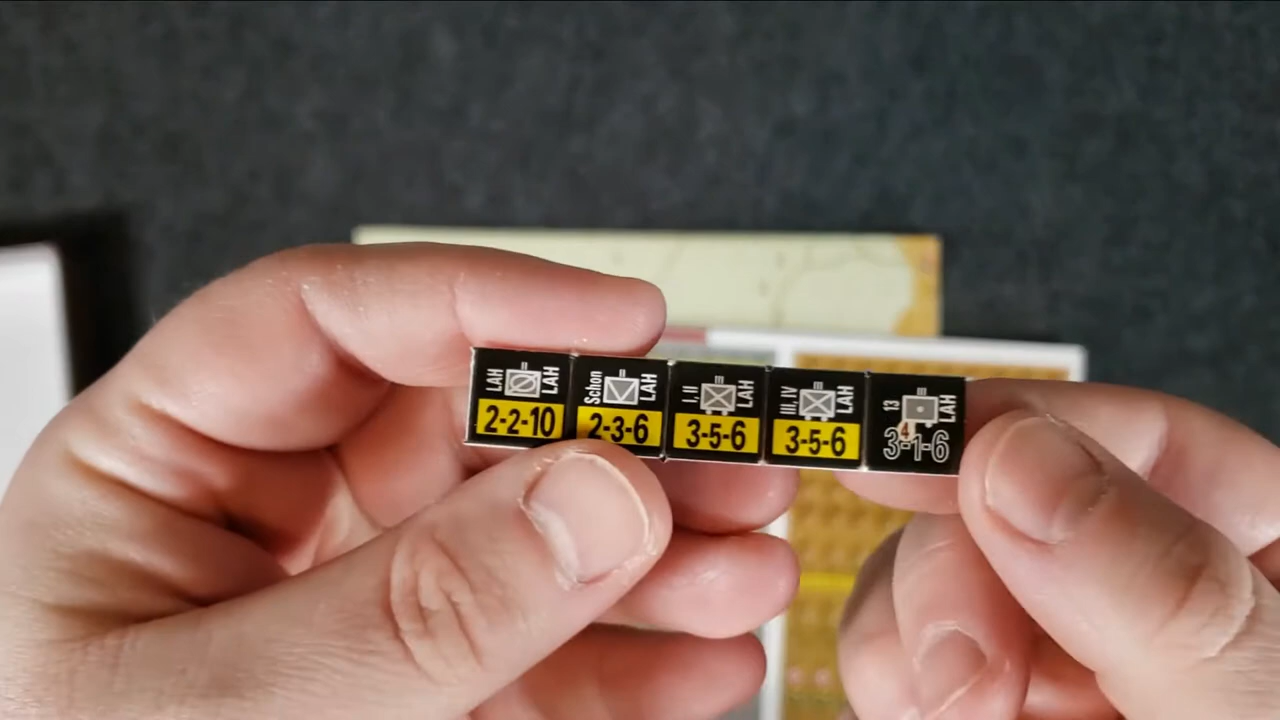 LAH LAH
2-2-10
Schon LAH
2-3-6
I, II LAH
3-5-6
III, IV LAH
3-5-6
13 LAH
4
3-1-6